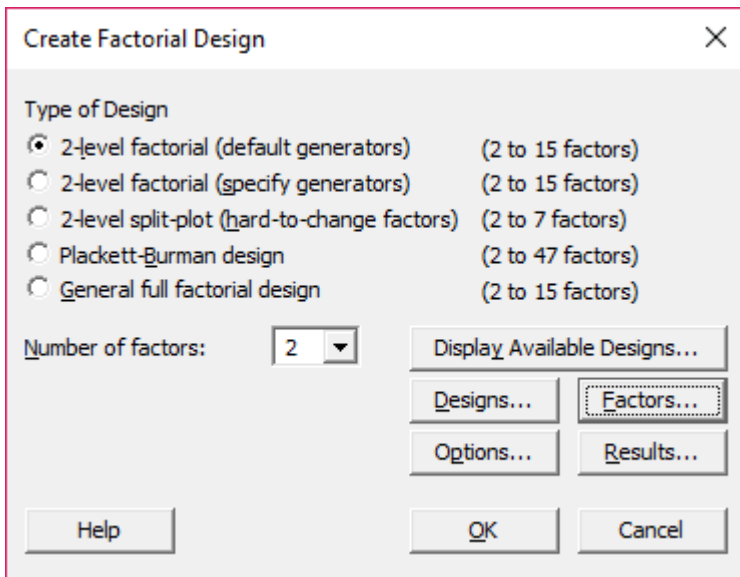 Create Factorial Design
Type of Design
2-level factorial (default generators) (2 to 15 factors)
2-level factorial (specify generators) (2 to 15 factors)
2-level split-plot (hard-to-change factors) (2 to 7 factors)
Plackett-Burman design (2 to 47 factors)
General full factorial design (2 to 15 factors)
Number of factors: 2 Display Available Designs...
Designs... Factors...
Options... Results...
Help OK Cancel